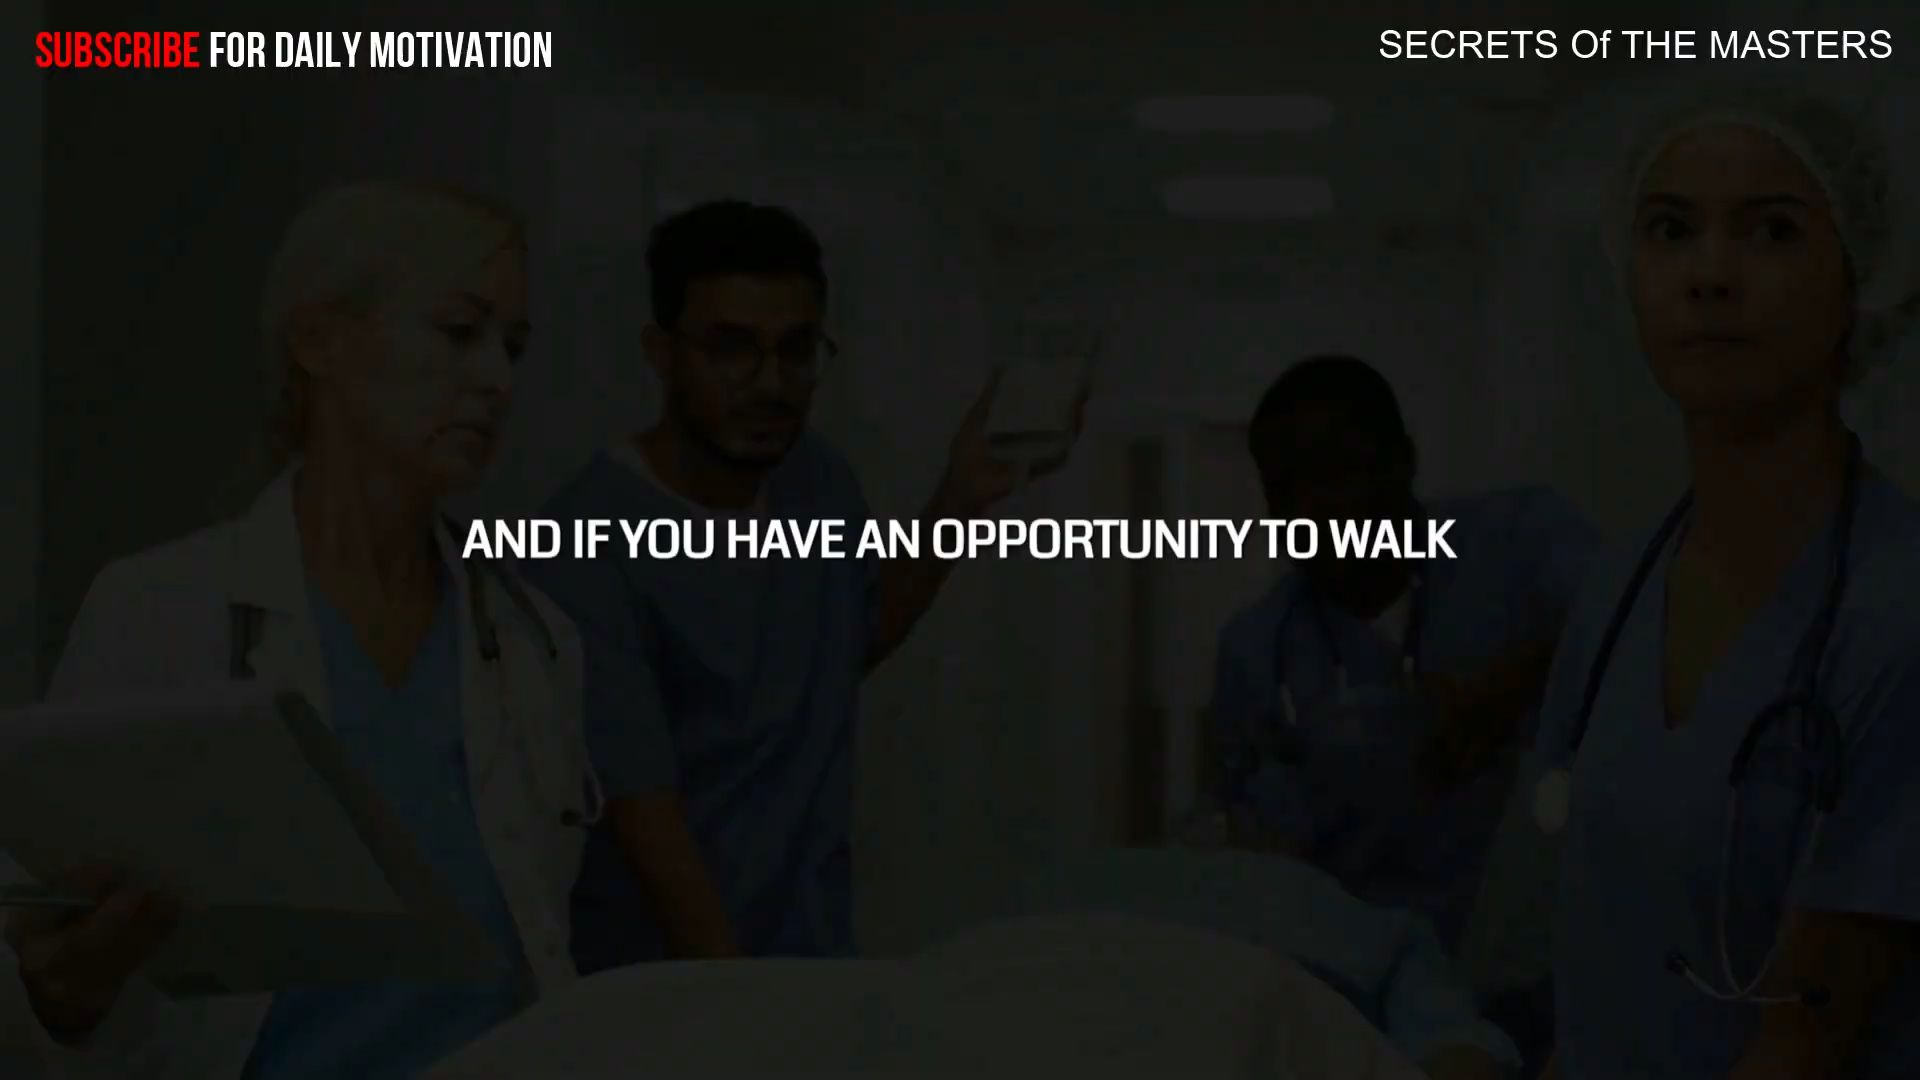 SUBSCRIBE FOR DAILY MOTIVATION
SECRETS Of THE MASTERS
AND IF YOU HAVE AN OPPORTUNITY TO WALK